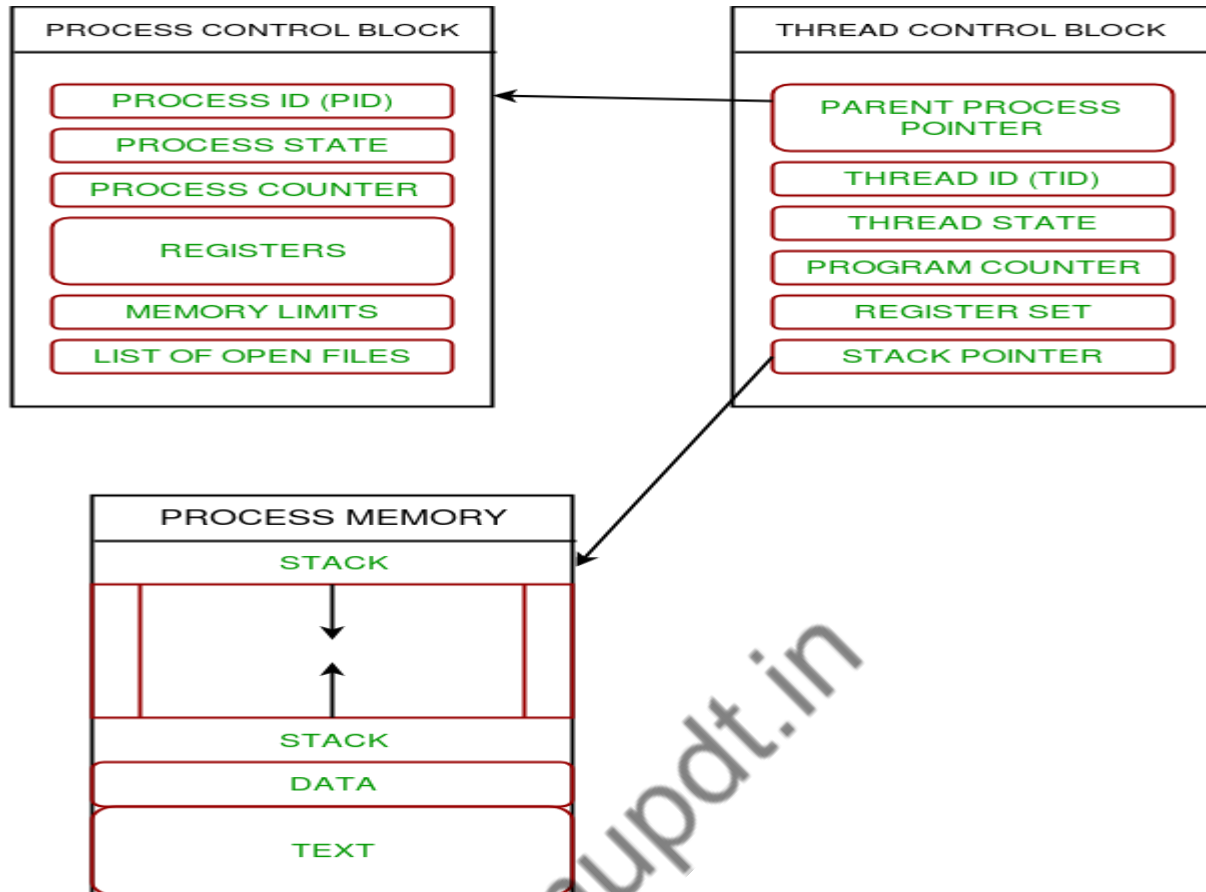 PROCESS CONTROL BLOCK
PROCESS ID (PID)
PROCESS STATE
PROCESS COUNTER
REGISTERS
MEMORY LIMITS
LIST OF OPEN FILES
THREAD CONTROL BLOCK
PARENT PROCESS
POINTER
THREAD ID (TID)
THREAD STATE
PROGRAM COUNTER
REGISTER SET
STACK POINTER
PROCESS MEMORY
STACK
STACK
DATA
TEXT